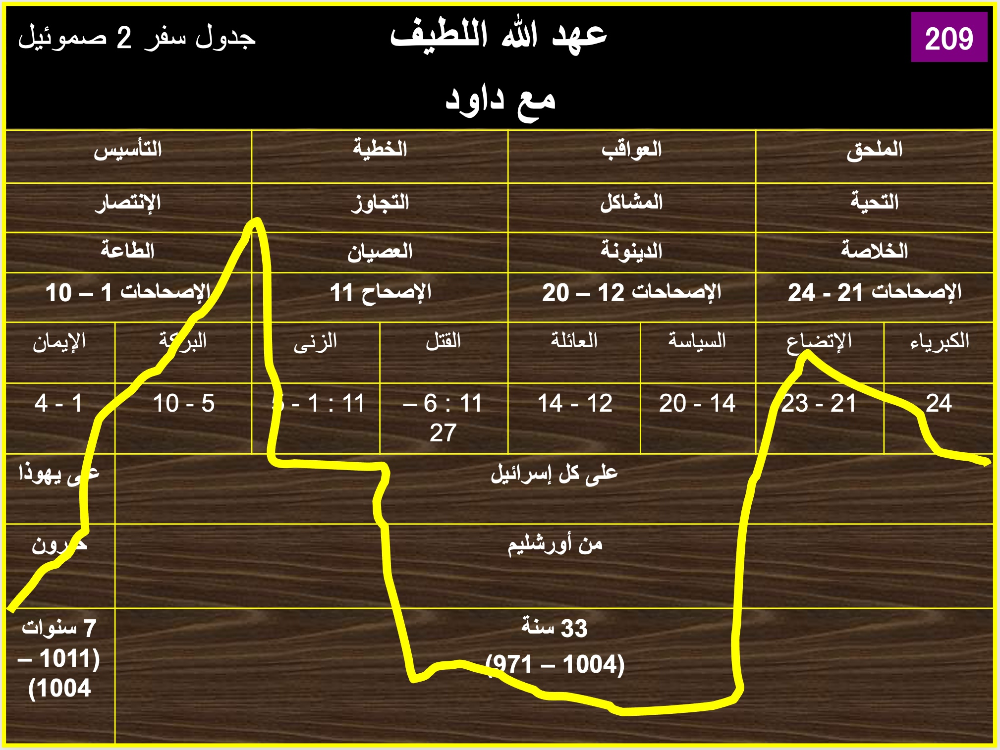 209
عهد الله اللطيف
جدول سفر 2 صموئيل
مع داود
التأسيس
الخطية
العواقب
الملحق
الإنتصار
التجاوز
المشاكل
التحية
الطاعة
العصيان
الدينونة
الخلاصة
الإصحاحات 1 – 10
الإصحاح 11
الإصحاحات 12 – 20
الإصحاحات 21 - 24
الإيمان
البركة
الزنى
القتل
العائلة
السياسة
الإتضاع
الكبرياء
1 - 4
5 - 10
11 : 1 - 5
11 : 6 –
27
12 - 14
14 - 20
21 - 23
24
على يهوذا
على كل إسرائيل
حبرون
من أورشليم
7 سنوات
(1011 –
1004)
33 سنة
(1004 – 971)